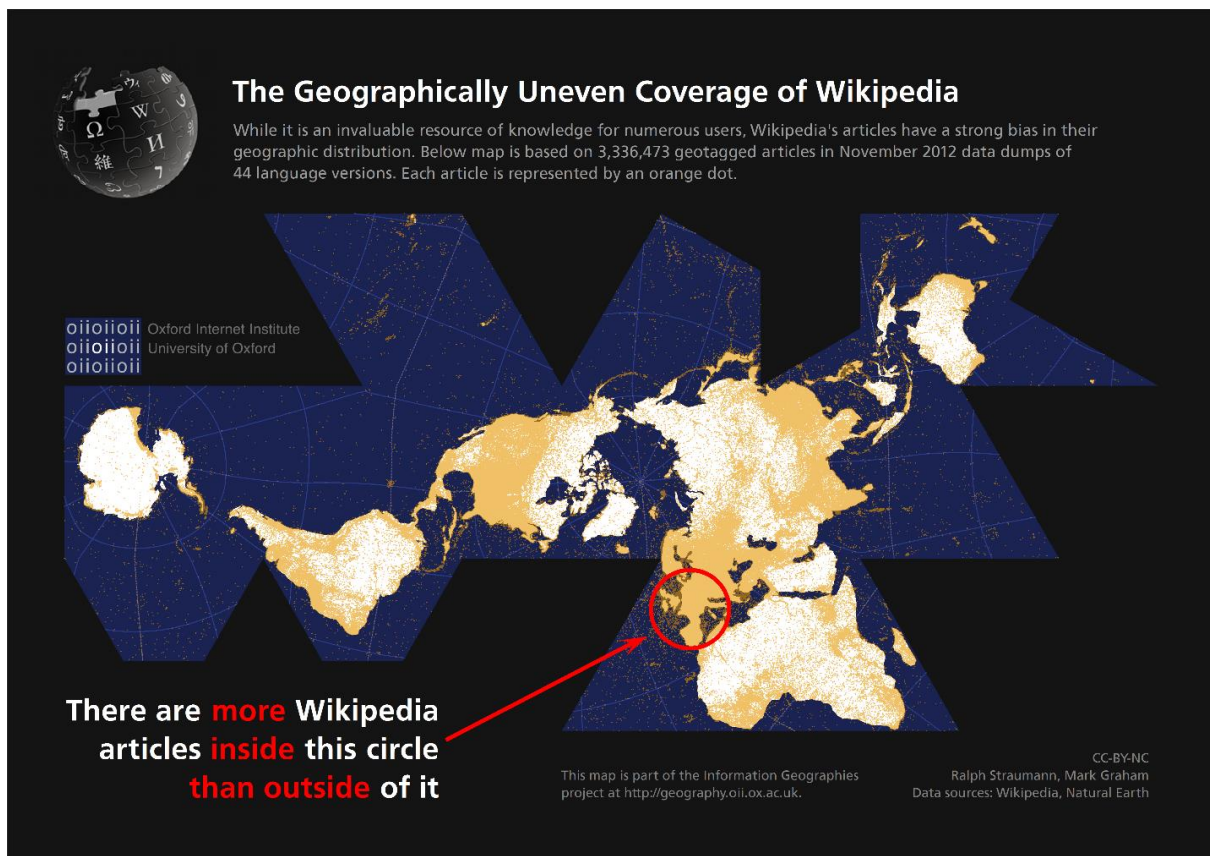 The Geographically Uneven Coverage of Wikipedia
While it is an invaluable resource of knowledge for numerous users, Wikipedia's articles have a strong bias in their
geographic distribution. Below map is based on 3,336,473 geotagged articles in November 2012 data dumps of
44 language versions. Each article is represented by an orange dot.
Ω W И
維 7
oiioiioii Oxford Internet Institute
oiioiioii University of Oxford
oiioiioii
There are more Wikipedia
articles inside this circle
than outside of it
This map is part of the Information Geographies
project at http://geography.oii.ox.ac.uk.
CC-BY-NC
Ralph Straumann, Mark Graham
Data sources: Wikipedia, Natural Earth